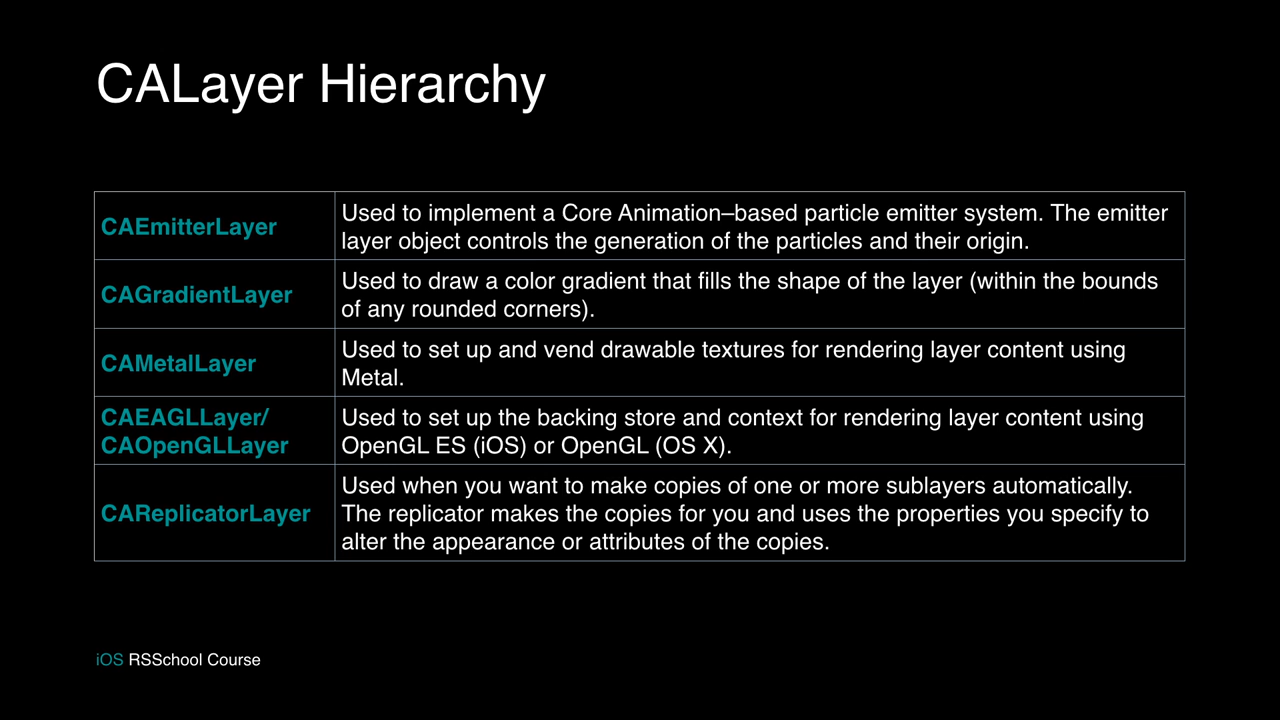 CALayer Hierarchy
CAEmitterLayer
Used to implement a Core Animation–based particle emitter system. The emitter
layer object controls the generation of the particles and their origin.
CAGradientLayer
Used to draw a color gradient that fills the shape of the layer (within the bounds
of any rounded corners).
CAMetalLayer
Used to set up and vend drawable textures for rendering layer content using
Metal.
CAEAGLLayer/
CAOpenGLLayer
Used to set up the backing store and context for rendering layer content using
OpenGL ES (iOS) or OpenGL (OS X).
CAReplicatorLayer
Used when you want to make copies of one or more sublayers automatically.
The replicator makes the copies for you and uses the properties you specify to
alter the appearance or attributes of the copies.
iOS RSSchool Course